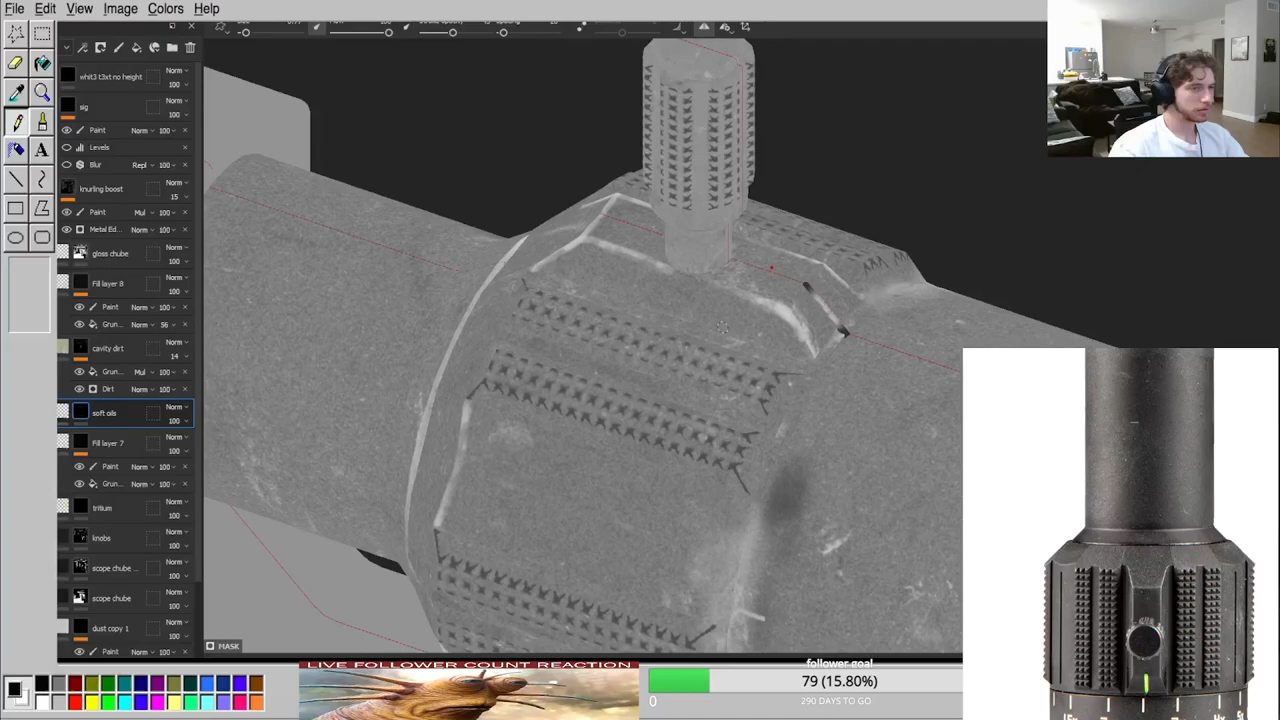 File Edit View Image Colors Help
whit3 t3xt no height Norm 100
sig Norm 100
Paint Norm 100
Levels
Blur Repl 100
knurling boost Norm 15
Paint Mul 100
Metal Ed... Norm 100
gloss chube Norm 100
Fill layer 8 Norm 100
Paint Norm 100
Grun... Norm 56
cavity dirt Norm 14
Grun... Mul 100
Dirt Norm 100
soft oils Norm 100
Fill layer 7 Norm 100
Paint Norm 100
Grun... Norm 100
tritium Norm 100
knobs Norm 100
scope chube ... Norm 100
scope chube Norm 100
dust copy 1 Norm 100
Paint Norm 100
MASK
LIVE FOLLOWER COUNT REACTION
follower goal
79 (15.80%)
0
290 DAYS TO GO